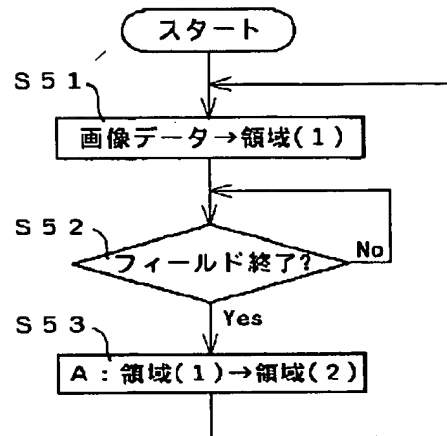 スタート
S51
画像データ→領域(1)
S52
フィールド終了?
No
Yes
S53
A:領域(1)→領域(2)